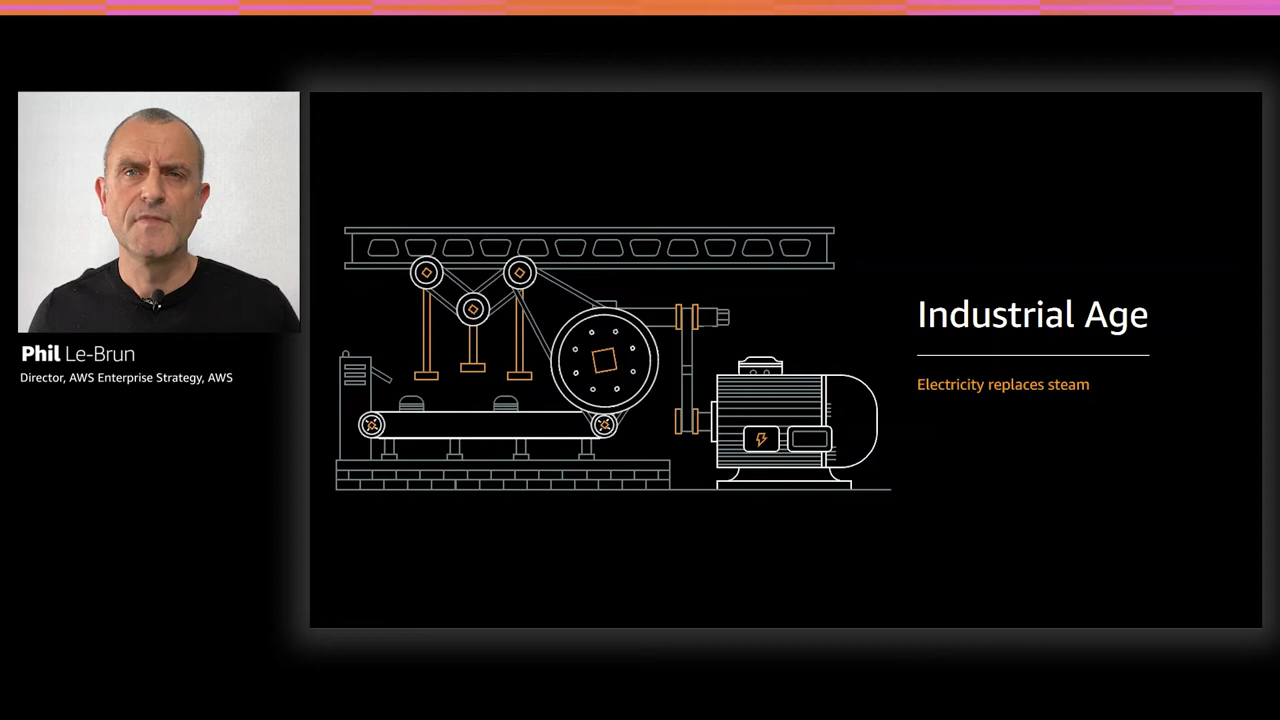 Phil Le-Brun
Director, AWS Enterprise Strategy, AWS
Industrial Age
Electricity replaces steam